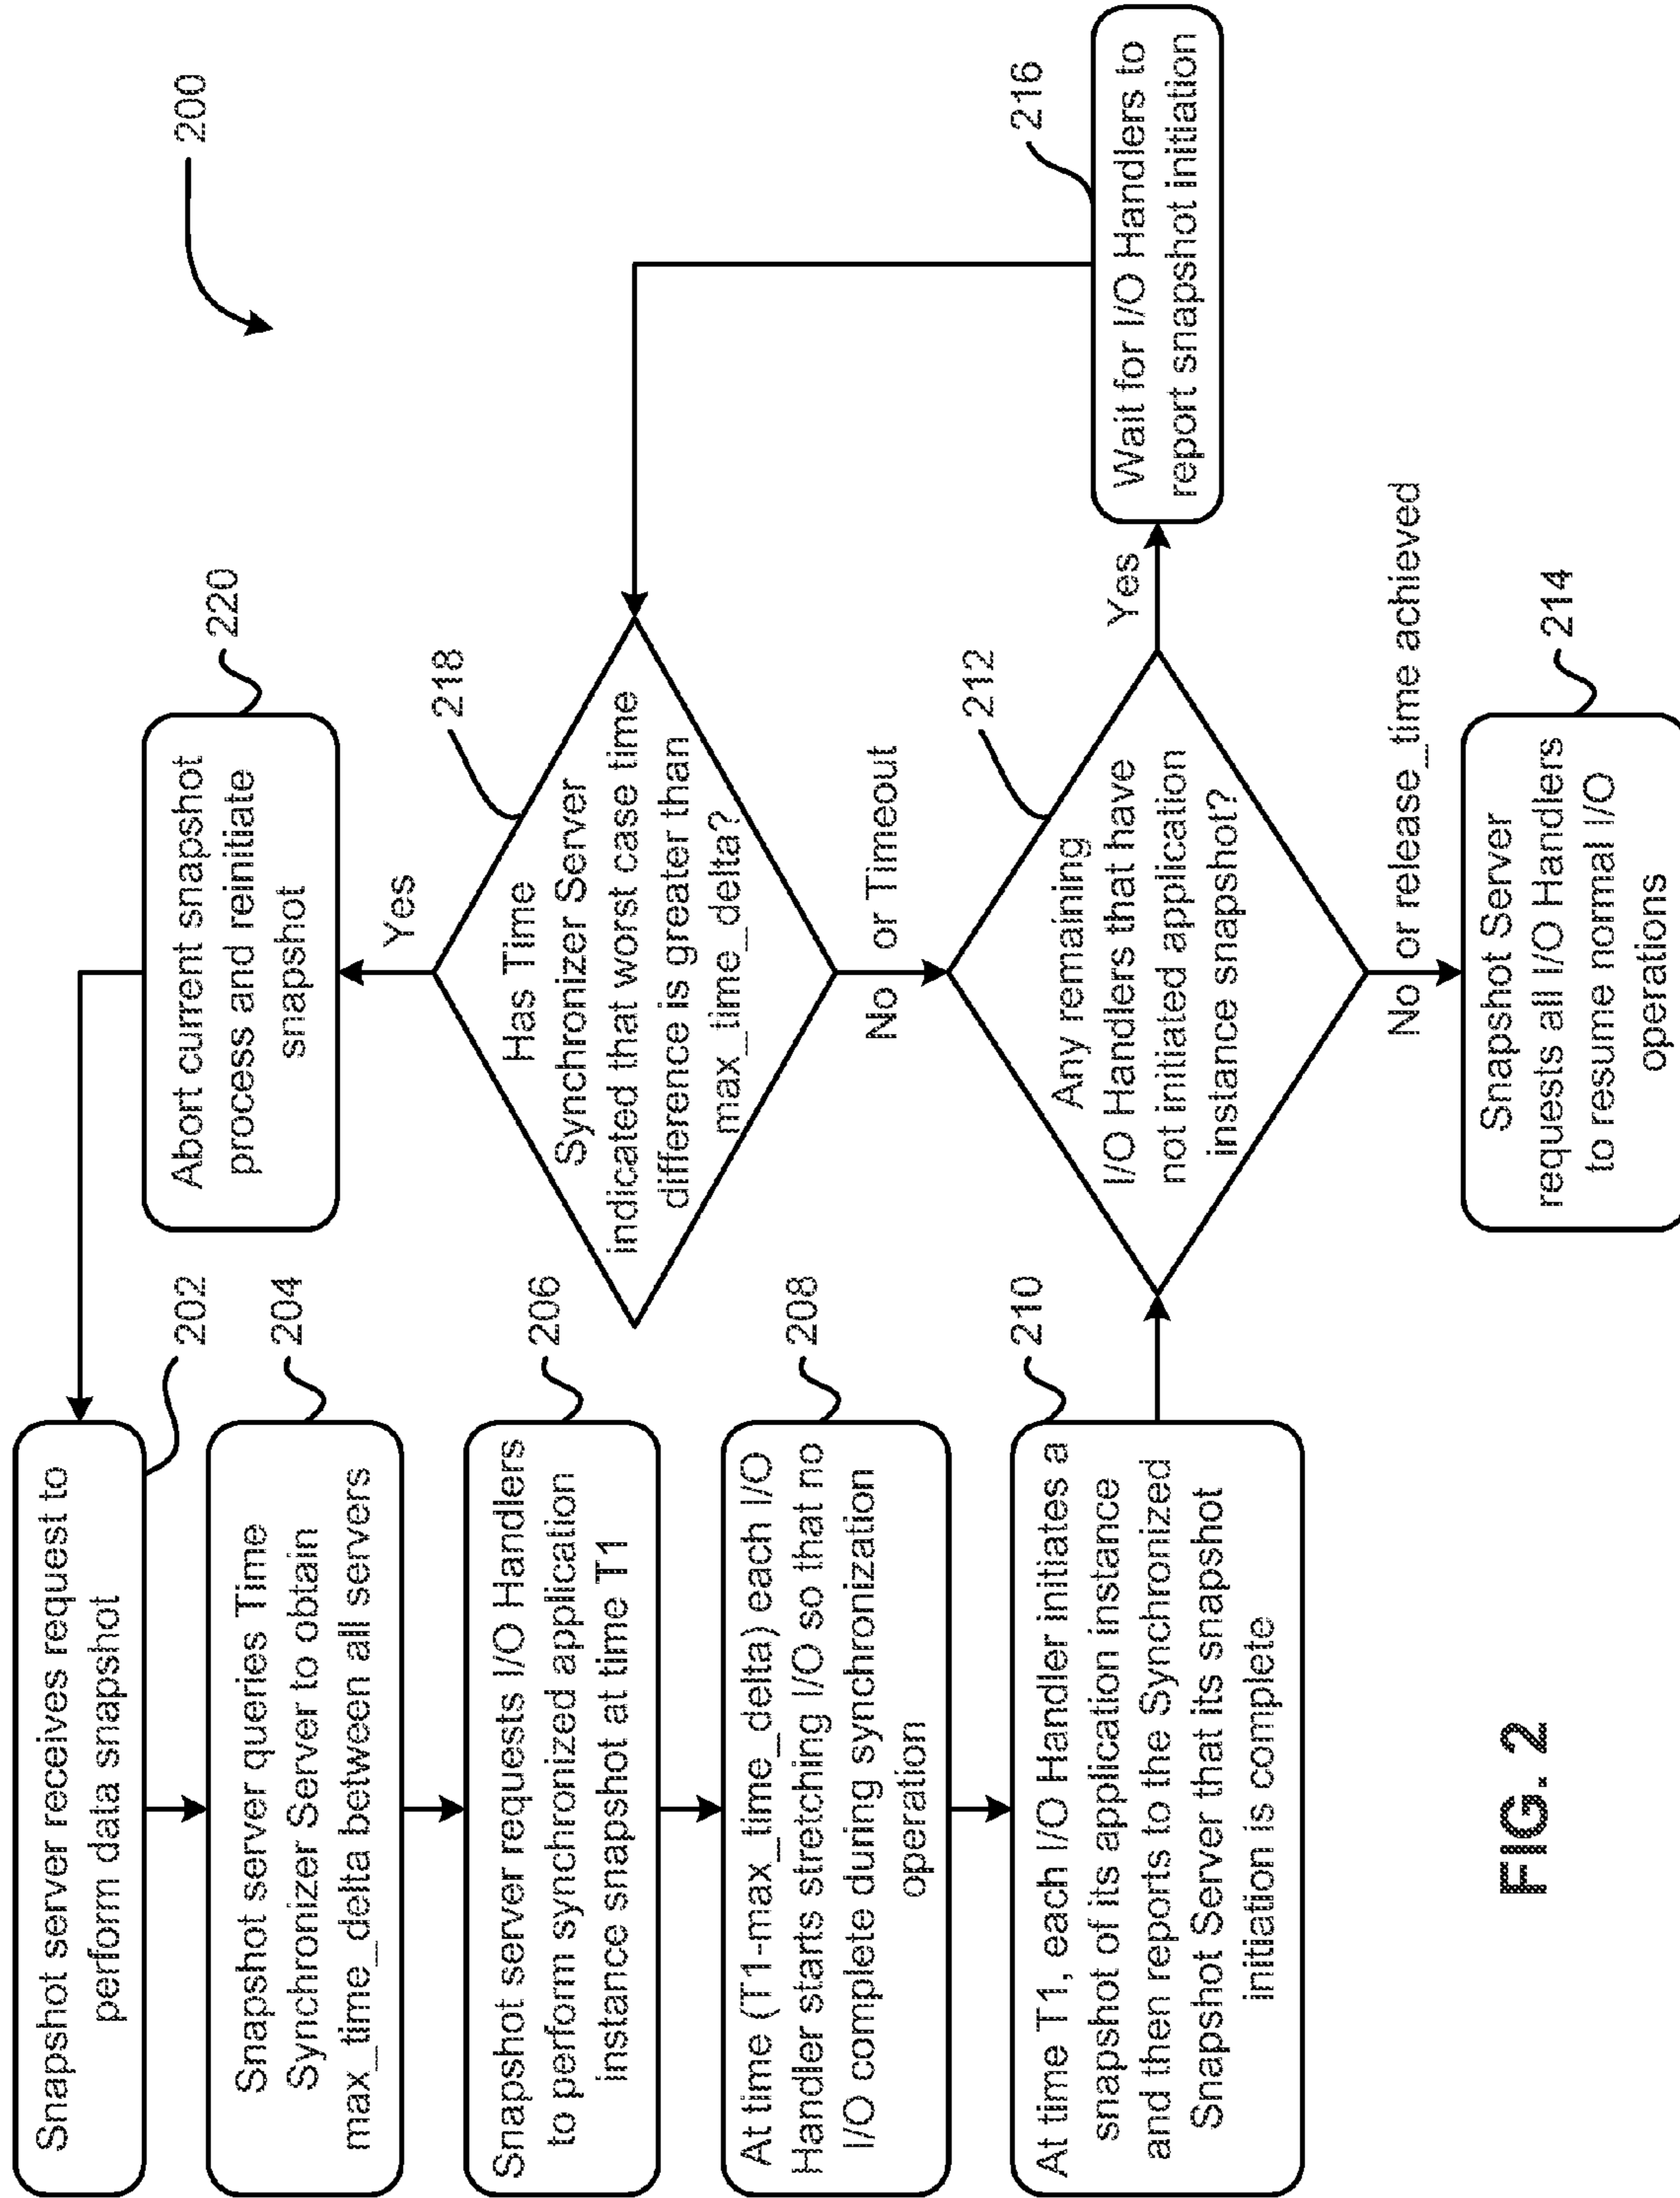 200
Snapshot server receives request to
perform data snapshot
202
Snapshot server queries Time
Synchronizer Server to obtain
max_time_delta between all servers
204
Snapshot server requests I/O Handlers
to perform synchronized application
instance snapshot at time T1
206
At time (T1-max_time_delta) each I/O
Handler starts stretching I/O so that no
I/O complete during synchronization
operation
208
At time T1, each I/O Handler initiates a
snapshot of its application instance
and then reports to the Synchronized
Snapshot Server that its snapshot
initiation is complete
210
Any remaining
I/O Handlers that have
not initiated application
instance snapshot?
212
No or release_time achieved
Snapshot Server
requests all I/O Handlers
to resume normal I/O
operations
214
Yes
Wait for I/O Handlers to
report snapshot initiation
216
Has Time
Synchronizer Server
indicated that worst case time
difference is greater than
max_time_delta?
218
No or Timeout
Yes
Abort current snapshot
process and reinitiate
snapshot
220
FIG. 2